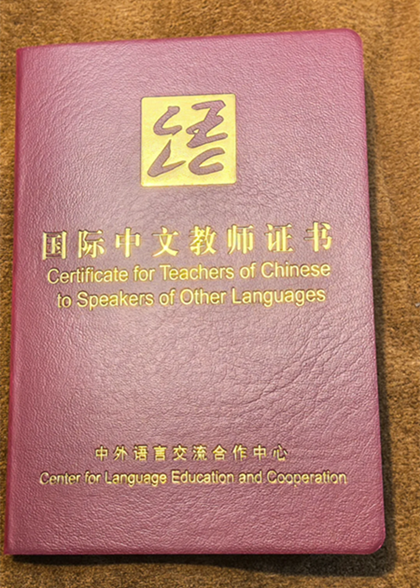 国际中文教师证书
Certificate for Teachers of Chinese
to Speakers of Other Languages
中外语言交流合作中心
Center for Language Education and Cooperation